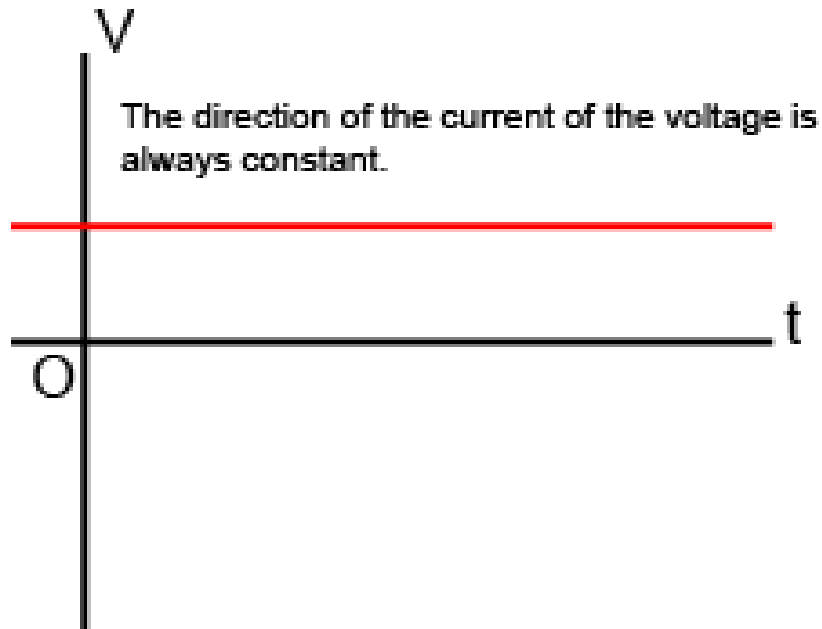 V
The direction of the current of the voltage is
always constant.
t
O